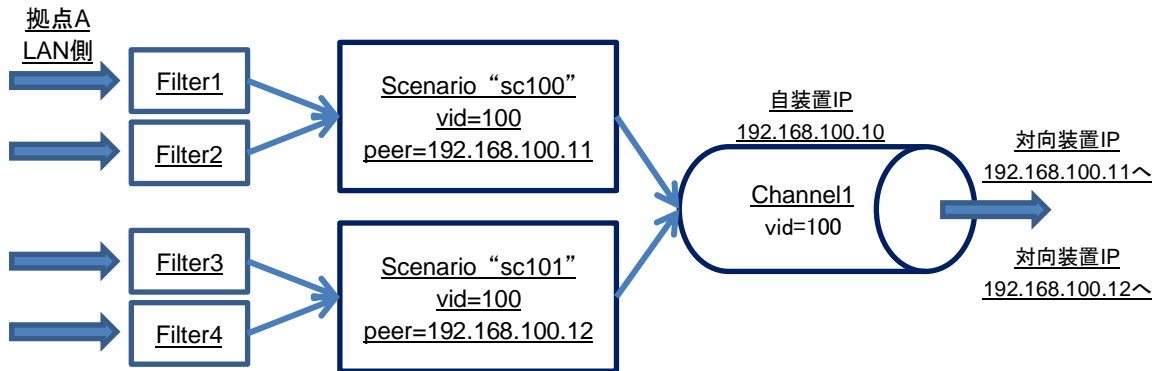 拠点A
LAN側
Filter1
Filter2
Scenario “sc100”
vid=100
peer=192.168.100.11
Filter3
Filter4
Scenario “sc101”
vid=100
peer=192.168.100.12
自装置IP
192.168.100.10
Channel1
vid=100
対向装置IP
192.168.100.11へ
対向装置IP
192.168.100.12へ